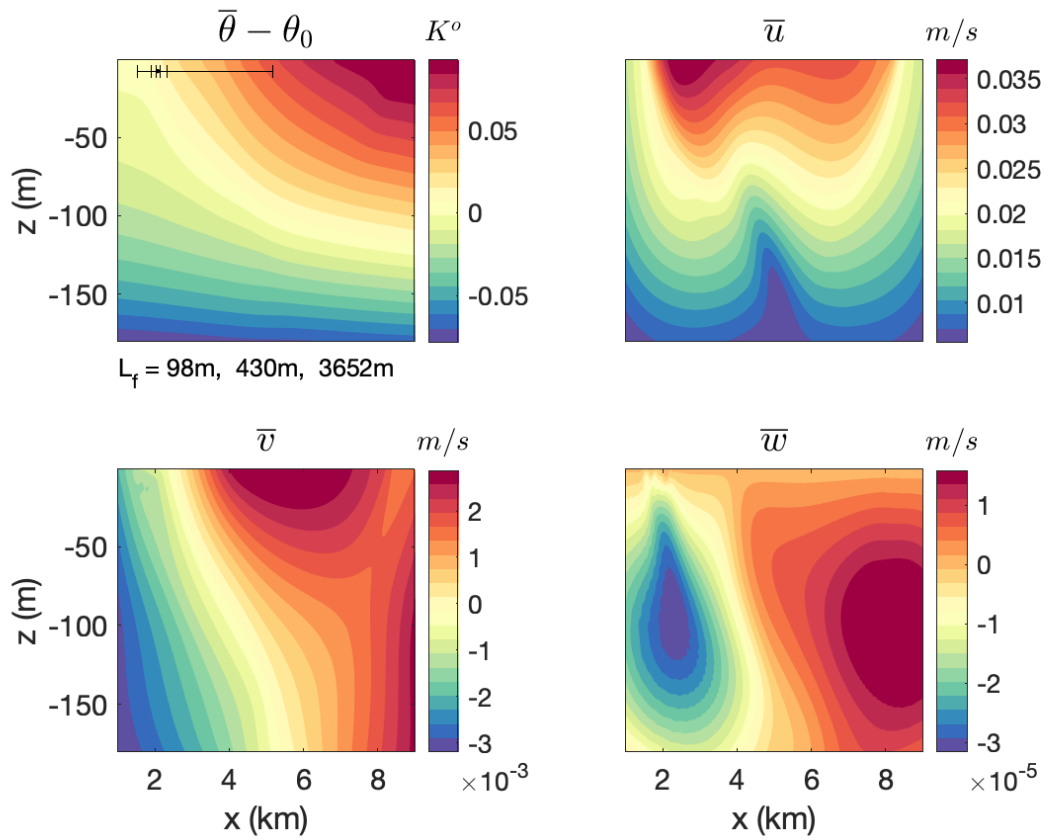 θ̅ − θ₀
K°
u̅
m/s
z (m)
-50
-100
-150
0.05
0
-0.05
0.035
0.03
0.025
0.02
0.015
0.01
L_f = 98m, 430m, 3652m
v̅
m/s
w̅
m/s
z (m)
-50
-100
-150
2
1
0
-1
-2
-3
1
0
-1
-2
-3
2 4 6 8
×10⁻³
2 4 6 8
×10⁻⁵
x (km)
x (km)